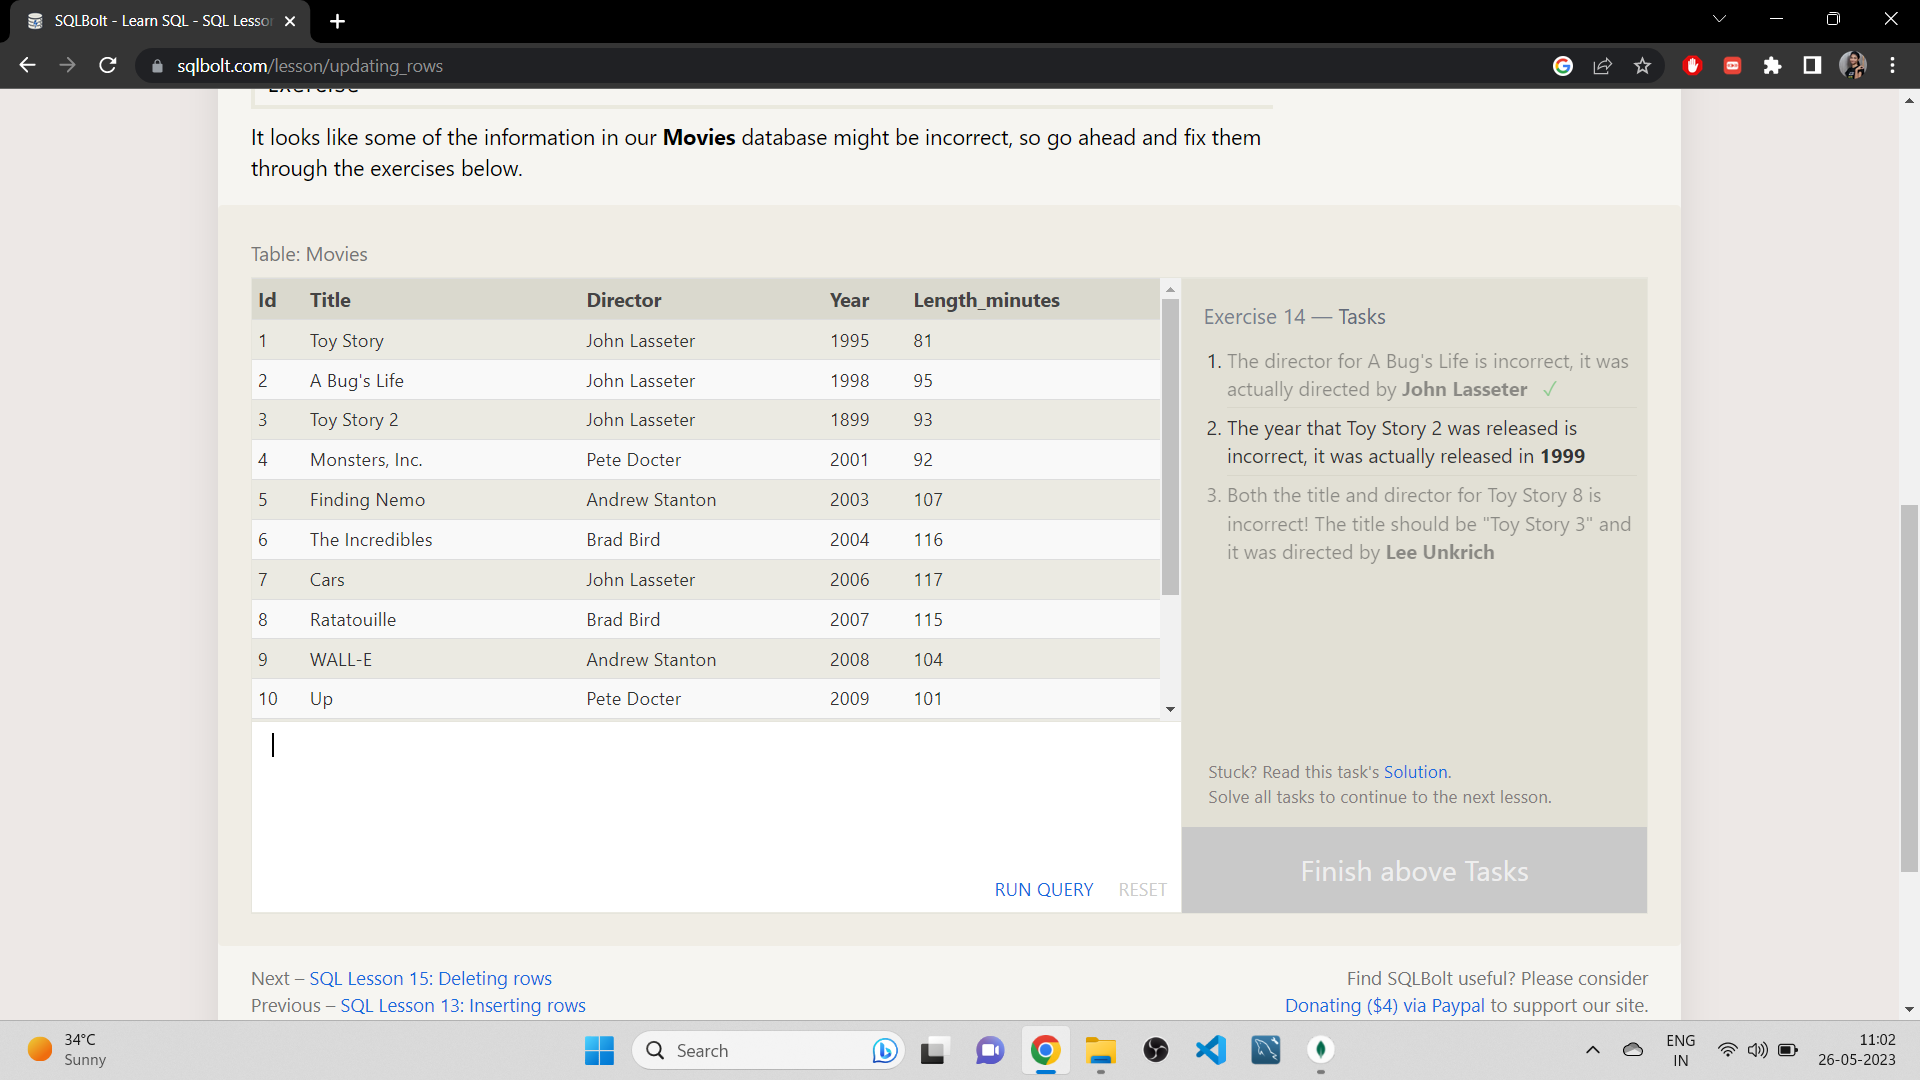 SQLBolt - Learn SQL - SQL Lesso
sqlbolt.com/lesson/updating_rows
Exercise
It looks like some of the information in our Movies database might be incorrect, so go ahead and fix them
through the exercises below.
Table: Movies
Id Title Director Year Length_minutes
1 Toy Story John Lasseter 1995 81
2 A Bug's Life John Lasseter 1998 95
3 Toy Story 2 John Lasseter 1899 93
4 Monsters, Inc. Pete Docter 2001 92
5 Finding Nemo Andrew Stanton 2003 107
6 The Incredibles Brad Bird 2004 116
7 Cars John Lasseter 2006 117
8 Ratatouille Brad Bird 2007 115
9 WALL-E Andrew Stanton 2008 104
10 Up Pete Docter 2009 101
RUN QUERY RESET
Exercise 14 — Tasks
1. The director for A Bug's Life is incorrect, it was
actually directed by John Lasseter ✓
2. The year that Toy Story 2 was released is
incorrect, it was actually released in 1999
3. Both the title and director for Toy Story 8 is
incorrect! The title should be "Toy Story 3" and
it was directed by Lee Unkrich
Stuck? Read this task's Solution.
Solve all tasks to continue to the next lesson.
Finish above Tasks
Next – SQL Lesson 15: Deleting rows
Previous – SQL Lesson 13: Inserting rows
Find SQLBolt useful? Please consider
Donating ($4) via Paypal to support our site.
34°C
Sunny
Search
ENG
IN
11:02
26-05-2023